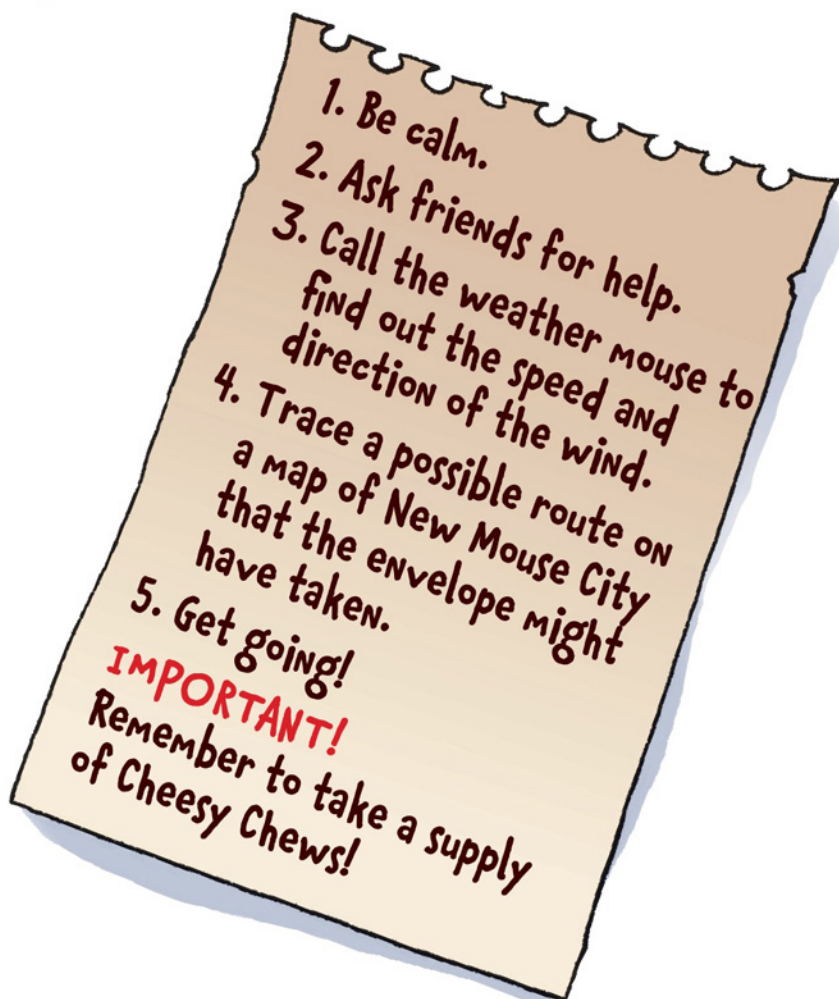 1. Be calm.
2. Ask friends for help.
3. Call the weather mouse to
find out the speed and
direction of the wind.
4. Trace a possible route on
a map of New Mouse City
that the envelope might
have taken.
5. Get going!
IMPORTANT!
Remember to take a supply
of Cheesy Chews!